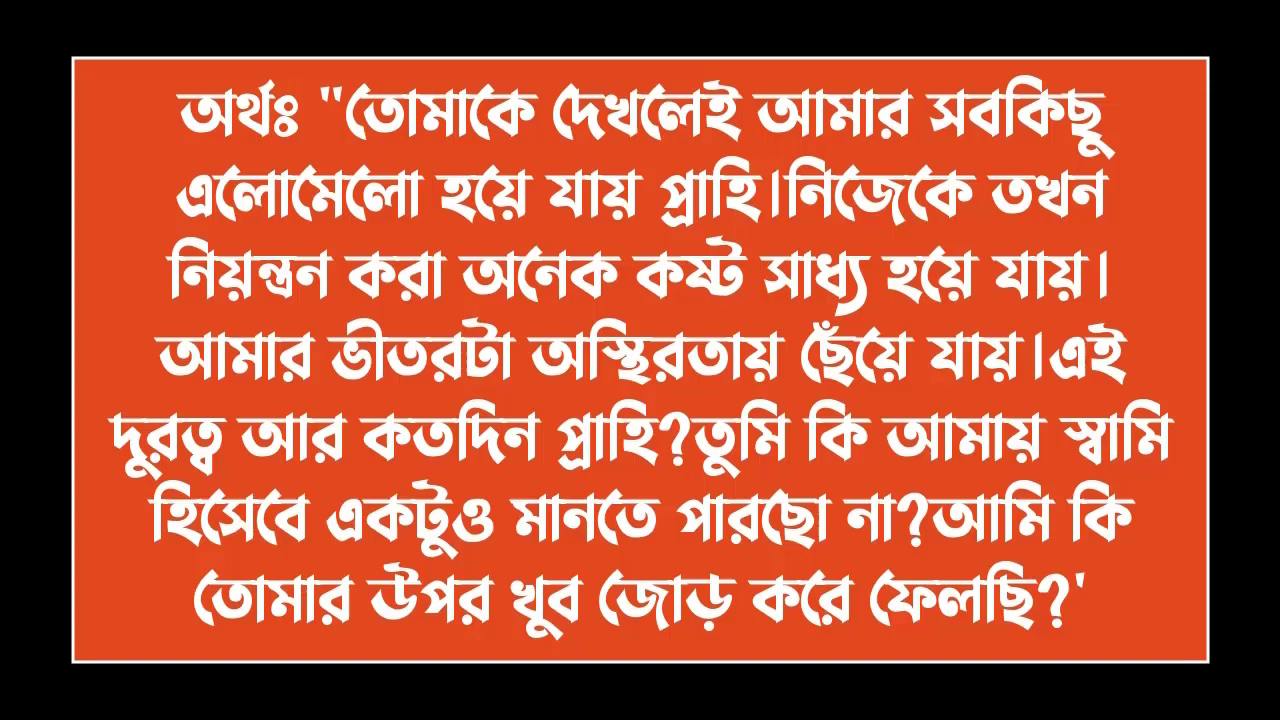 অর্থঃ "তোমাকে দেখলেই আমার সবকিছু
এলোমেলো হয়ে যায় প্রাহি।নিজেকে তখন
নিয়ন্ত্রন করা অনেক কষ্ট সাধ্য হয়ে যায়।
আমার ভীতরটা অস্থিরতায় ছেঁয়ে যায়।এই
দুরত্ব আর কতদিন প্রাহি?তুমি কি আমায় স্বামি
হিসেবে একটুও মানতে পারছো না?আমি কি
তোমার উপর খুব জোড় করে ফেলছি?'